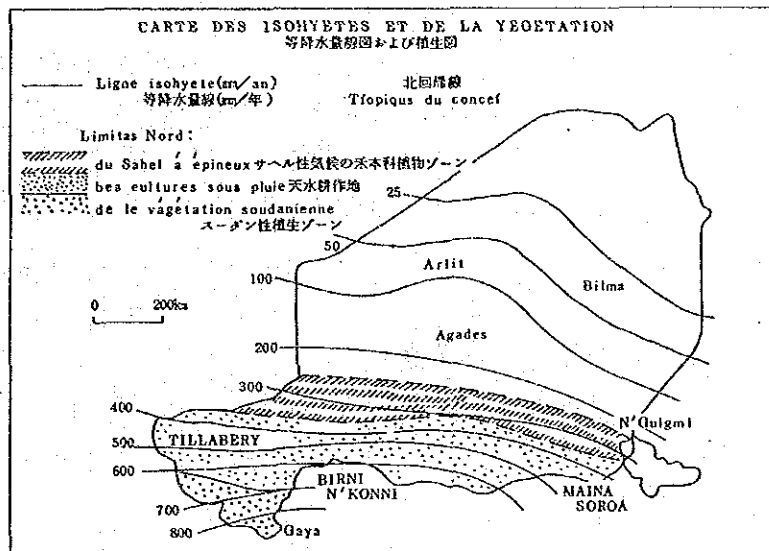 CARTE DES ISOHYETES ET DE LA YEGETATION
等降水量線図および植生図
Ligne isohyete(mm/an)
等降水量線(mm/年)
北回帰線
Tfopiqus du concef
Limitas Nord:
du Sahel á épineux サヘル性気候の禾本科植物ゾーン
bea cultures sous pluie 天水耕作地
de le vágétation soudanienne
スーダン性植生ゾーン
0 200km
25
50
100
200
300
400
500
600
700
800
Arlit
Bilma
Agades
N'Guigmi
TILLABERY
BIRNI
N'KONNI
MAINA
SOROA
Gaya